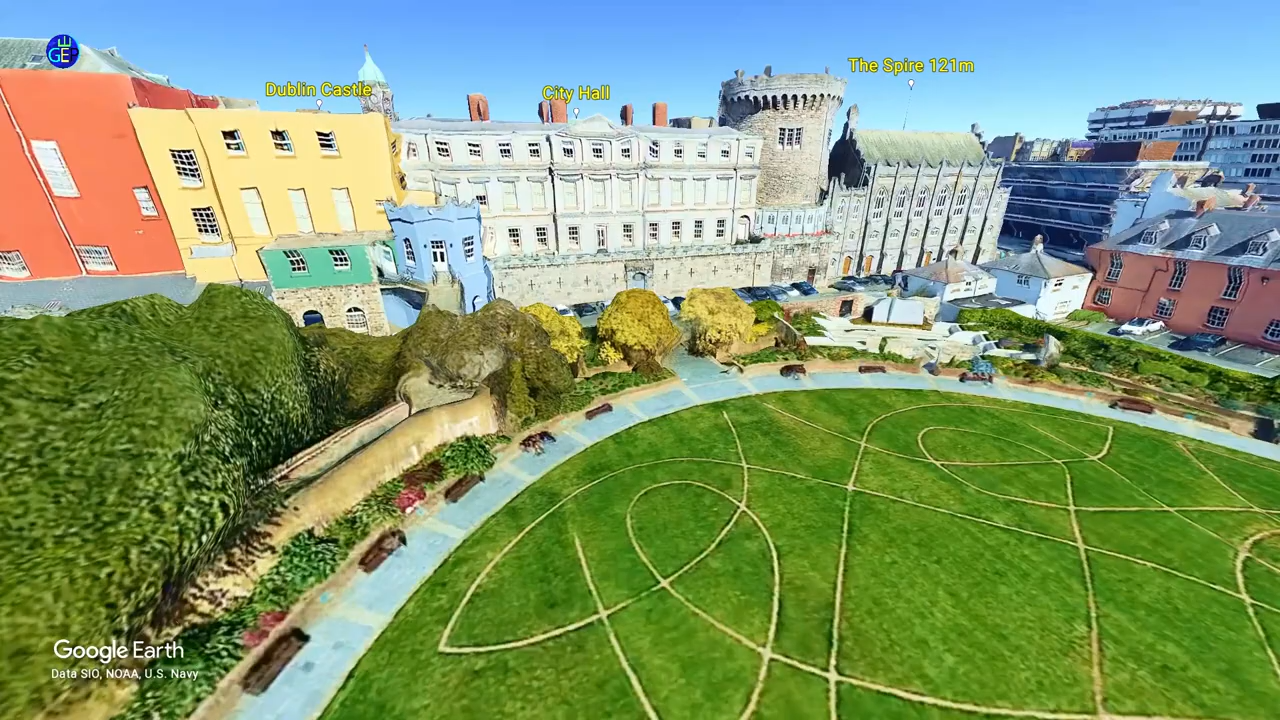 GEP
Dublin Castle
City Hall
The Spire 121m
Google Earth
Data SIO, NOAA, U.S. Navy